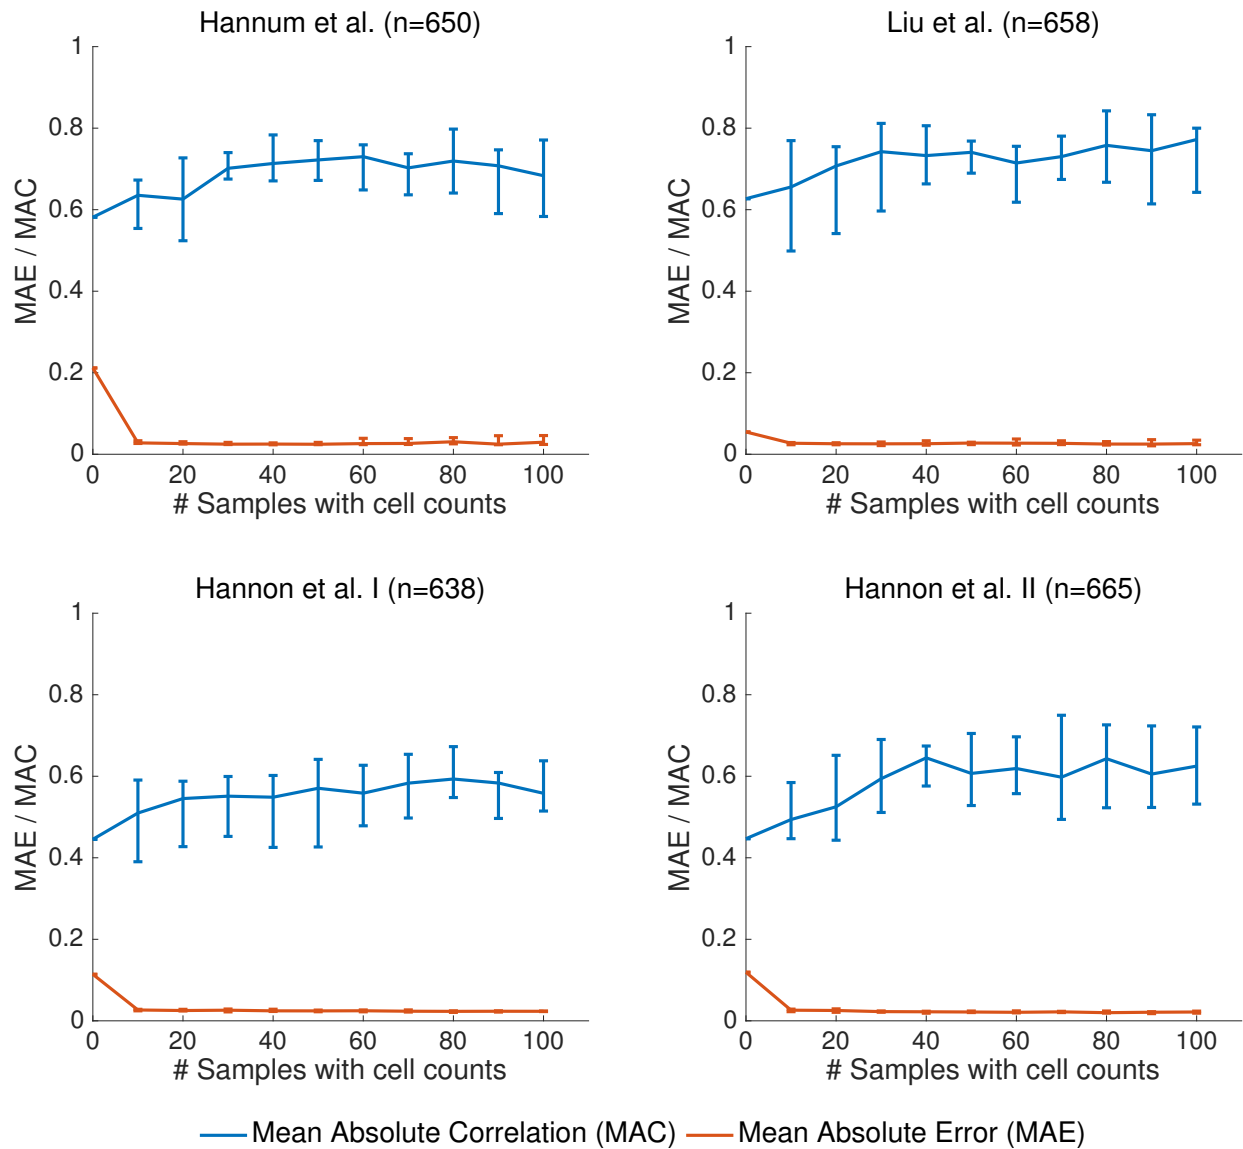 Hannum et al. (n=650)
1
0.8
0.6
0.4
0.2
0
MAE / MAC
0 20 40 60 80 100
# Samples with cell counts
Liu et al. (n=658)
1
0.8
0.6
0.4
0.2
0
MAE / MAC
0 20 40 60 80 100
# Samples with cell counts
Hannon et al. I (n=638)
1
0.8
0.6
0.4
0.2
0
MAE / MAC
0 20 40 60 80 100
# Samples with cell counts
Hannon et al. II (n=665)
1
0.8
0.6
0.4
0.2
0
MAE / MAC
0 20 40 60 80 100
# Samples with cell counts
Mean Absolute Correlation (MAC) Mean Absolute Error (MAE)